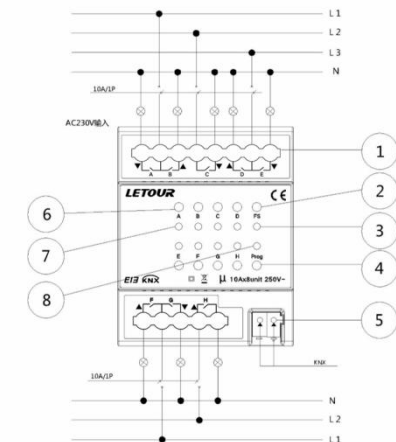 L 1
L 2
L 3
N
10A/1P
AC230V输入
A B C D E
1
LETOUR CE
2
6
A B C D FS
7
3
E F G H Prog
4
EIB KNX μ 10Ax8unit 250V~
8
F G H
5
KNX
10A/1P
N
L 2
L 1